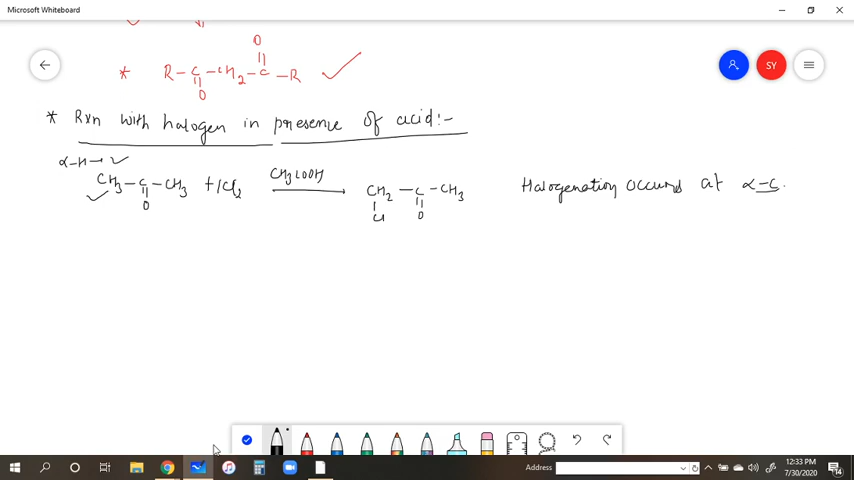 Microsoft Whiteboard
O
* R-C-CH2-C-R
O
SY
* Rxn with halogen in presence of acid:-
α-H→
CH3-C-CH3 + Cl2 CH3COOH CH2-C-CH3 Halogenation occurs at α-C.
O Cl O
Address
12:33 PM
7/30/2020
14